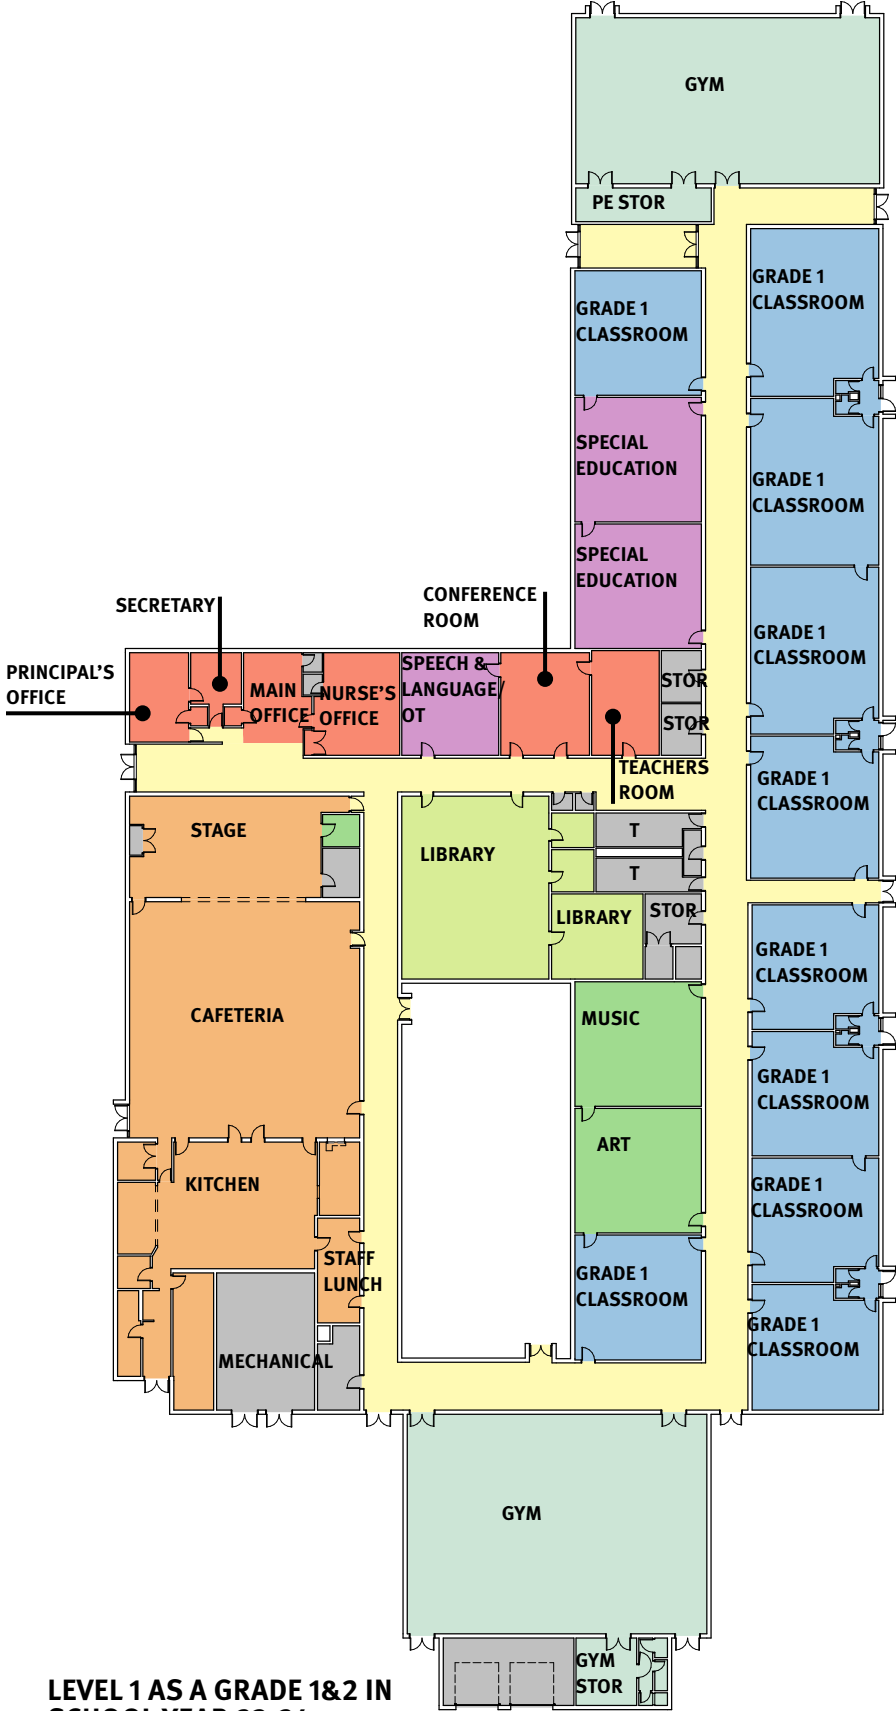 GYM
PE STOR
GRADE 1
CLASSROOM
GRADE 1
CLASSROOM
SPECIAL
EDUCATION
GRADE 1
CLASSROOM
SPECIAL
EDUCATION
CONFERENCE
ROOM
SECRETARY
GRADE 1
CLASSROOM
PRINCIPAL'S
OFFICE
MAIN
OFFICE
NURSE'S
OFFICE
SPEECH &
LANGUAGE/
OT
STOR
STOR
TEACHERS
ROOM
GRADE 1
CLASSROOM
STAGE
LIBRARY
T
T
LIBRARY
STOR
GRADE 1
CLASSROOM
CAFETERIA
MUSIC
GRADE 1
CLASSROOM
ART
KITCHEN
GRADE 1
CLASSROOM
STAFF
LUNCH
GRADE 1
CLASSROOM
GRADE 1
CLASSROOM
MECHANICAL
GYM
GYM
STOR
LEVEL 1 AS A GRADE 1&2 IN
SCHOOL YEAR